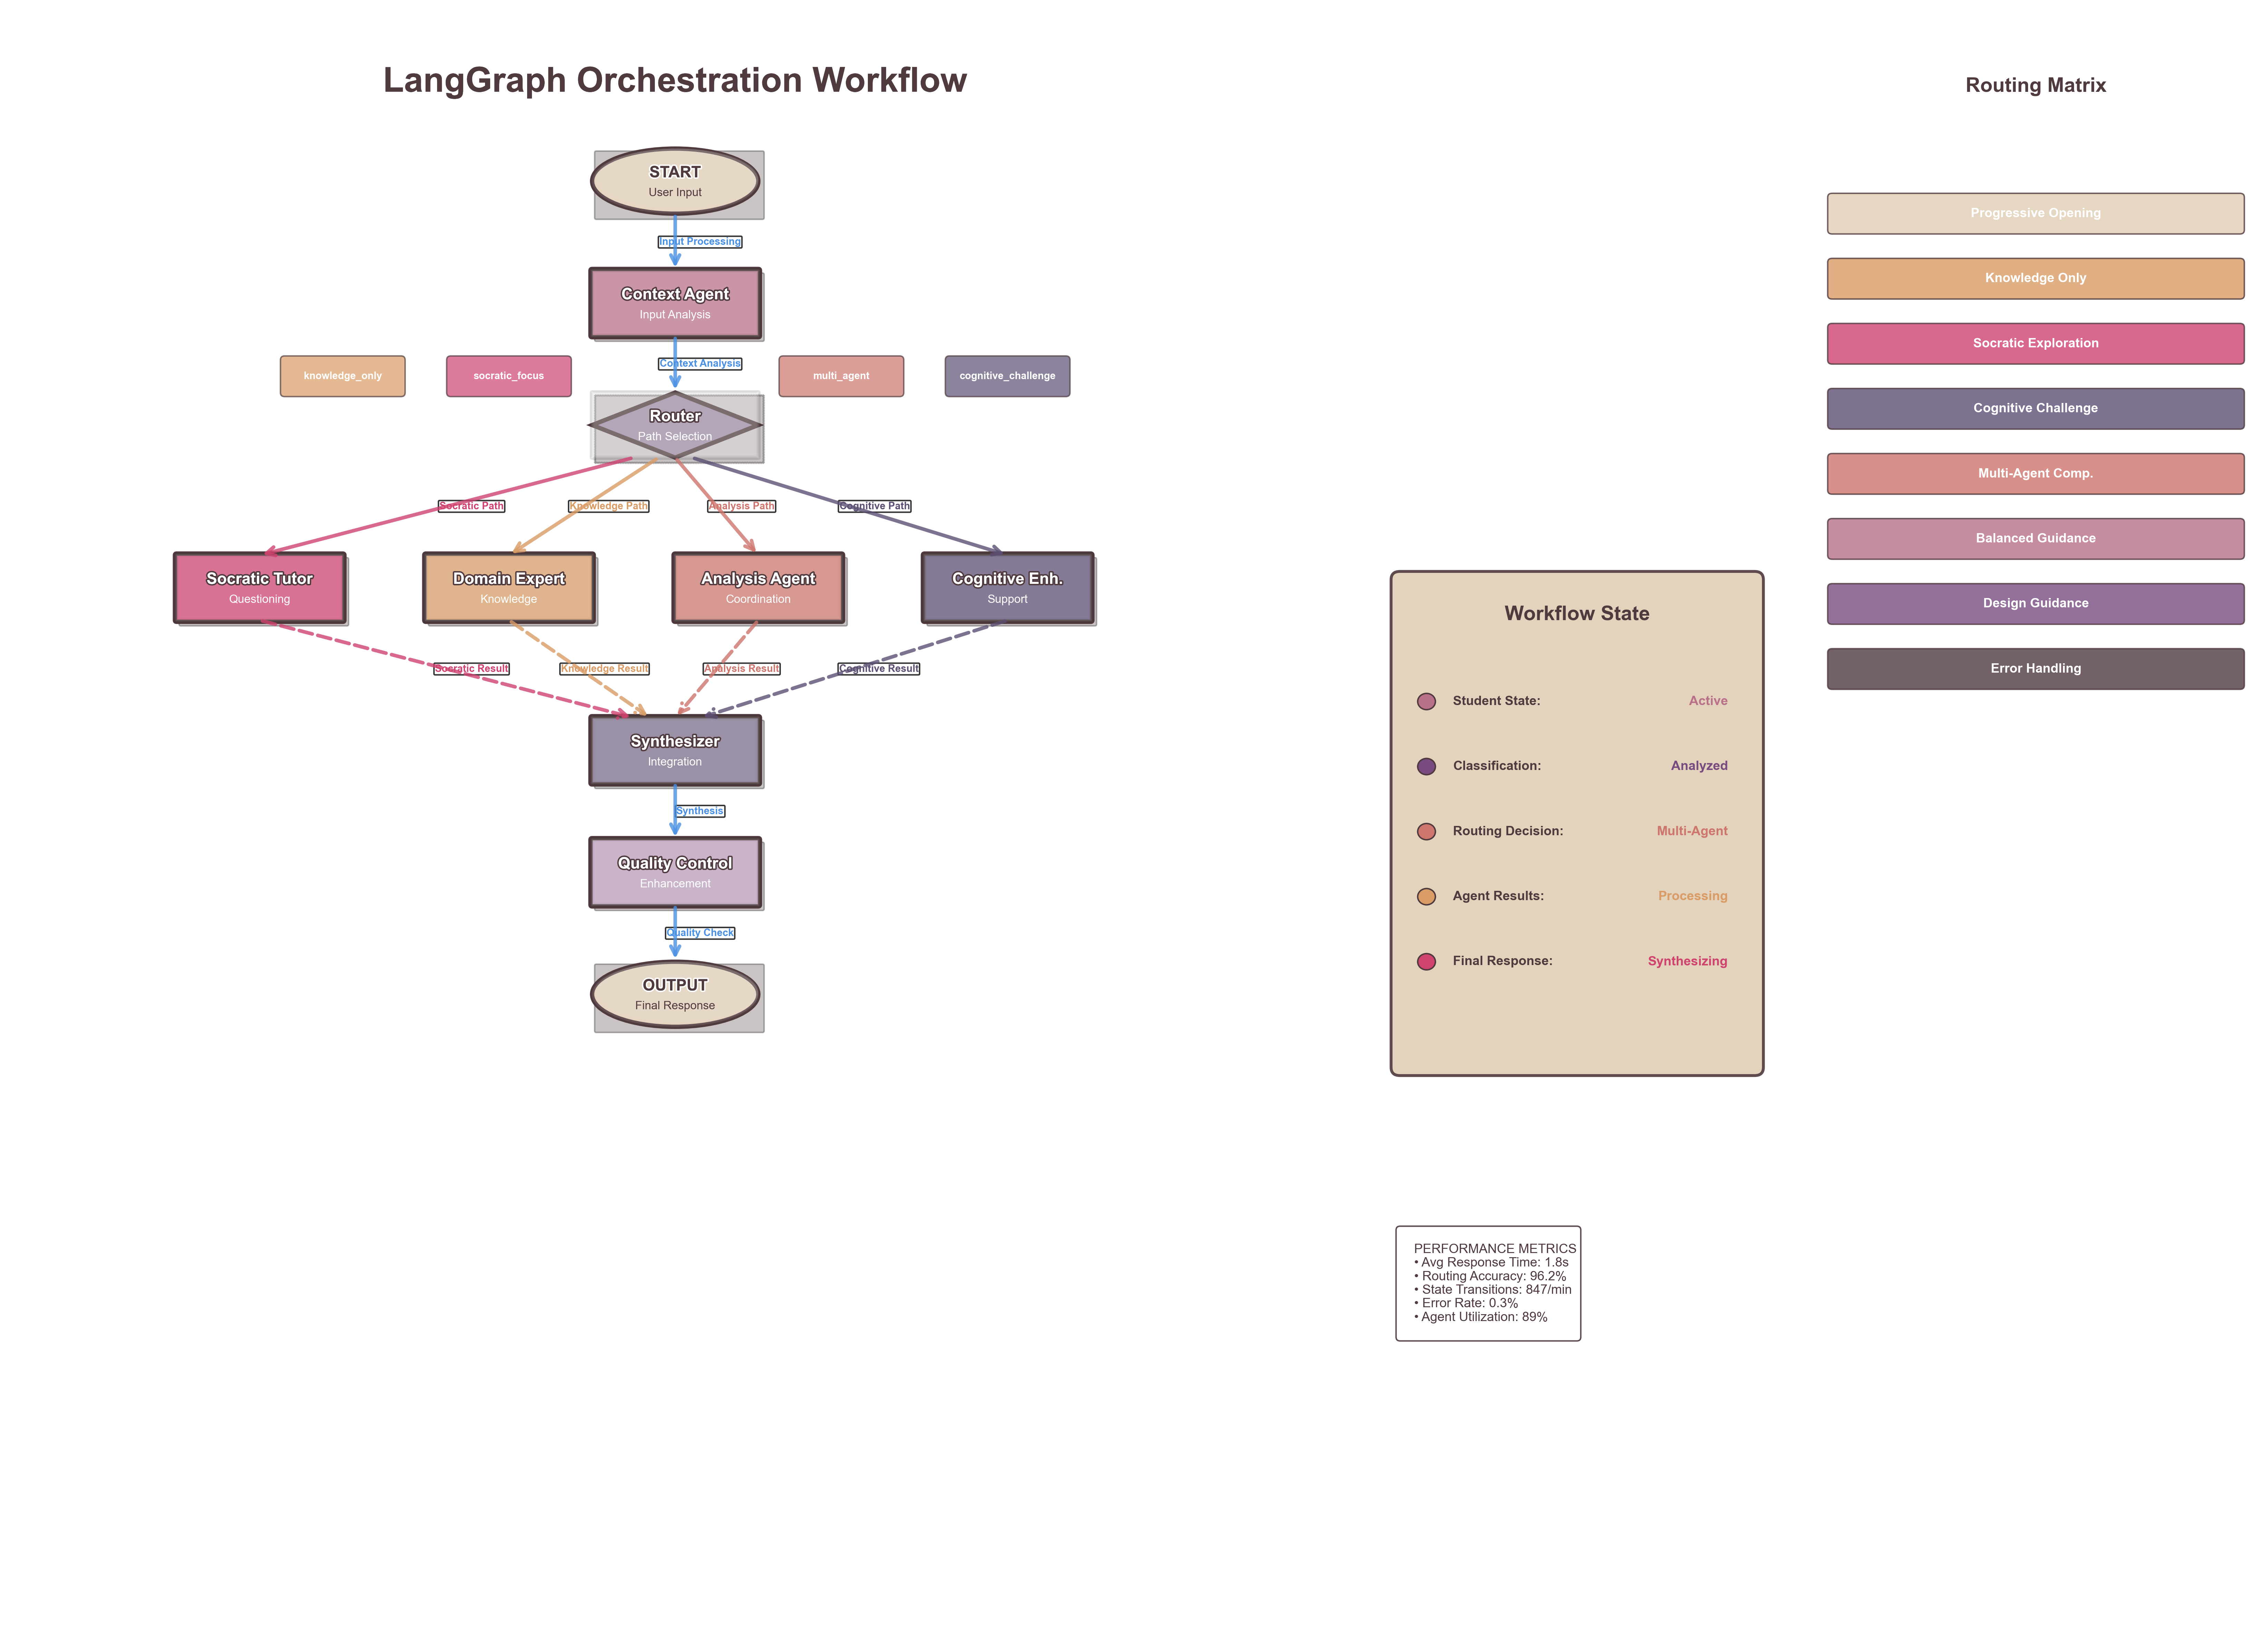 LangGraph Orchestration Workflow
START
User Input
Input Processing
Context Agent
Input Analysis
Context Analysis
knowledge_only
socratic_focus
multi_agent
cognitive_challenge
Router
Path Selection
Socratic Path
Knowledge Path
Analysis Path
Cognitive Path
Socratic Tutor
Questioning
Domain Expert
Knowledge
Analysis Agent
Coordination
Cognitive Enh.
Support
Socratic Result
Knowledge Result
Analysis Result
Cognitive Result
Synthesizer
Integration
Synthesis
Quality Control
Enhancement
Quality Check
OUTPUT
Final Response
Workflow State
Student State: Active
Classification: Analyzed
Routing Decision: Multi-Agent
Agent Results: Processing
Final Response: Synthesizing
PERFORMANCE METRICS
• Avg Response Time: 1.8s
• Routing Accuracy: 96.2%
• State Transitions: 847/min
• Error Rate: 0.3%
• Agent Utilization: 89%
Routing Matrix
Progressive Opening
Knowledge Only
Socratic Exploration
Cognitive Challenge
Multi-Agent Comp.
Balanced Guidance
Design Guidance
Error Handling